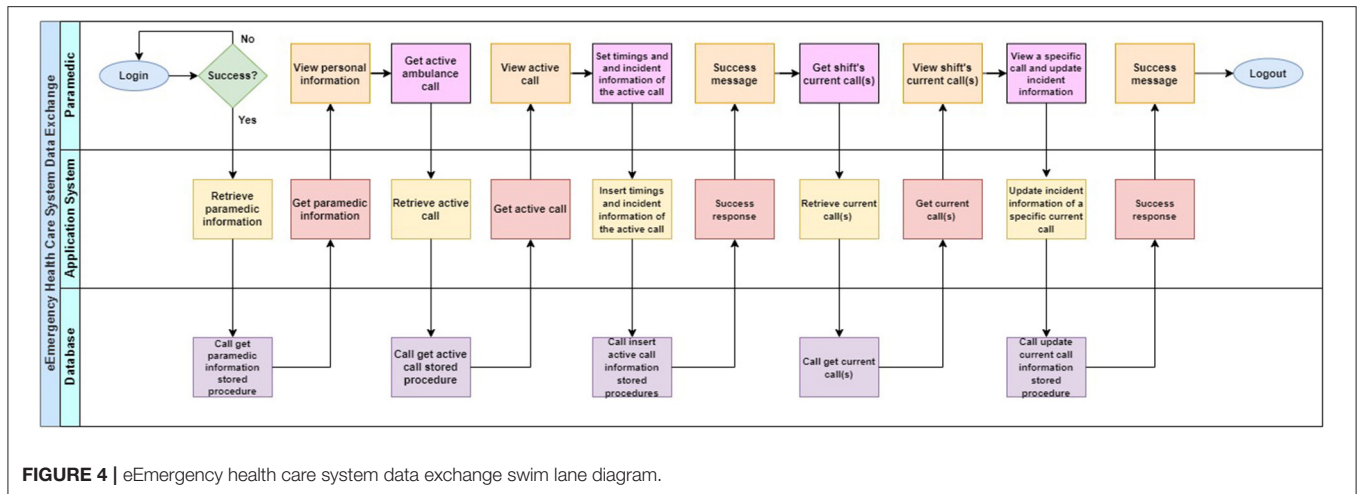 eEmergency Health Care System Data Exchange
Paramedic
Login
Success?
No
Yes
View personal
information
Get active
ambulance
call
View active
call
Set timings and
and incident
information of
the active call
Success
message
Get shift's
current call(s)
View shift's
current call(s)
View a specific
call and update
incident
information
Success
message
Logout
Application System
Retrieve
paramedic
information
Get paramedic
information
Retrieve active
call
Get active call
Insert timings
and incident
information of
the active call
Success
response
Retrieve current
call(s)
Get current
call(s)
Update incident
information of a
specific current
call
Success
response
Database
Call get
paramedic
information
stored
procedure
Call get active
call stored
procedure
Call insert
active call
information
stored
procedures
Call get current
call(s)
Call update
current call
information
stored
procedure
FIGURE 4 | eEmergency health care system data exchange swim lane diagram.